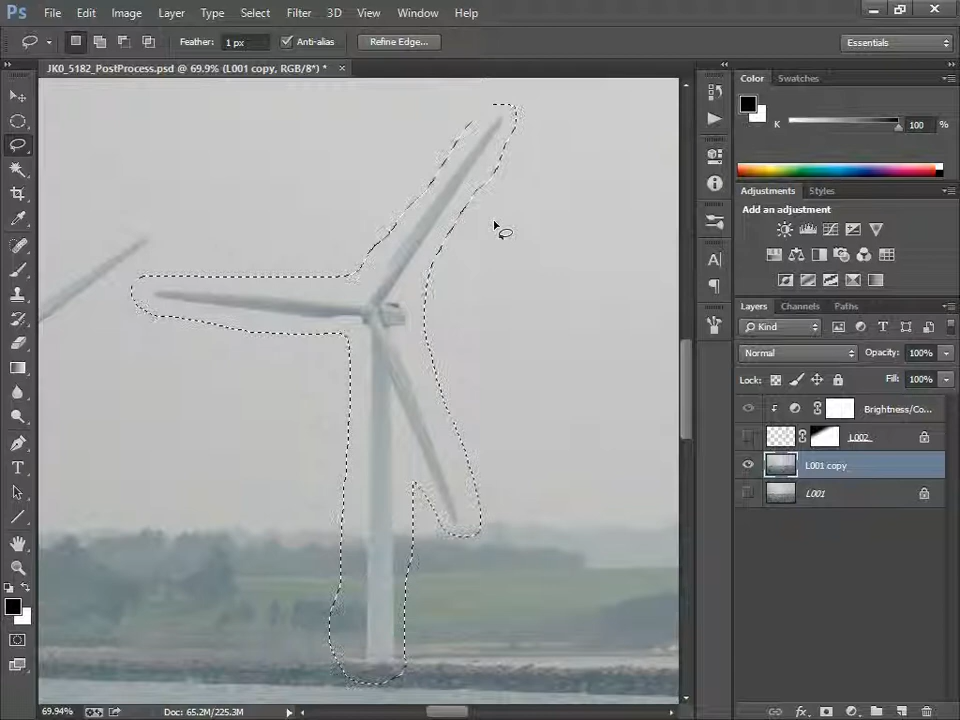 Ps File Edit Image Layer Type Select Filter 3D View Window Help
Feather: 1 px Anti-alias Refine Edge... Essentials
JK0_5182_PostProcess.psd @ 69.9% (L001 copy, RGB/8*) * ×
Color Swatches
K 100 %
Adjustments Styles
Add an adjustment
Layers Channels Paths
Kind
Normal Opacity: 100%
Lock: Fill: 100%
Brightness/Co...
L002
L001 copy
L001
69.94% Doc: 65.2M/225.3M